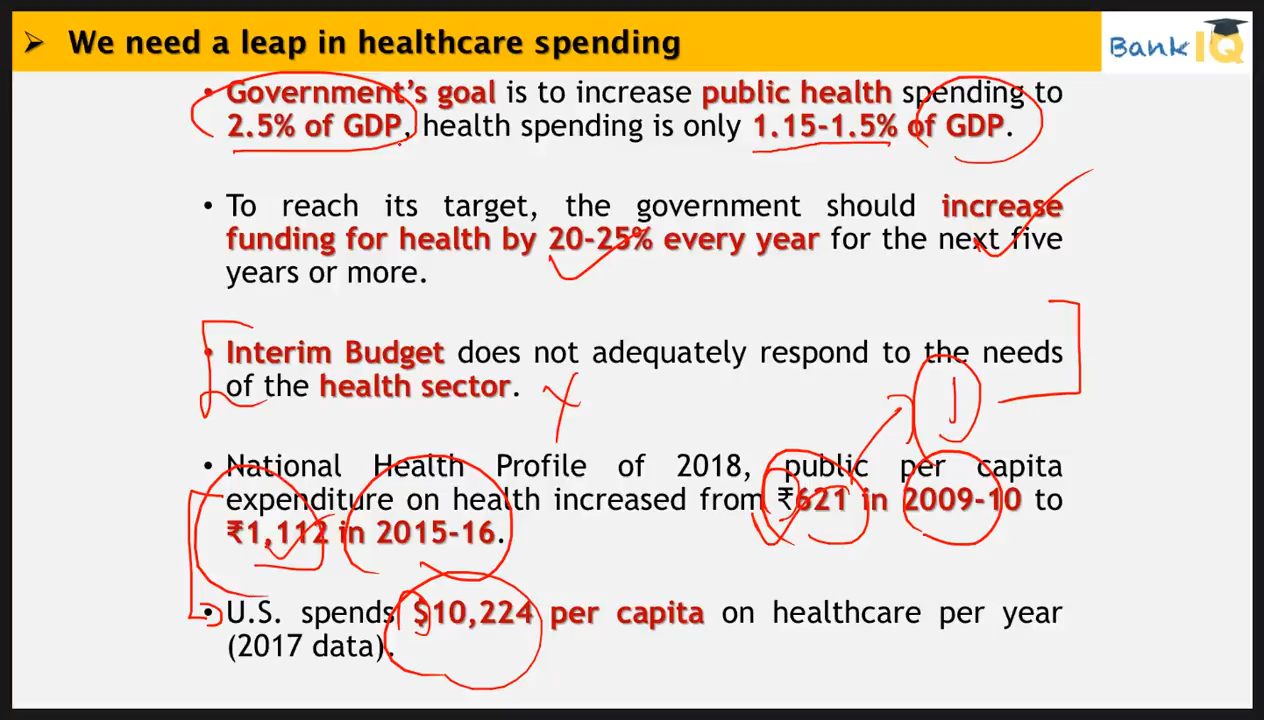 ➢ We need a leap in healthcare spending
Bank IQ
• Government's goal is to increase public health spending to
2.5% of GDP, health spending is only 1.15-1.5% of GDP.
• To reach its target, the government should increase
funding for health by 20-25% every year for the next five
years or more.
• Interim Budget does not adequately respond to the needs
of the health sector.
• National Health Profile of 2018, public per capita
expenditure on health increased from ₹621 in 2009-10 to
₹1,112 in 2015-16.
• U.S. spends $10,224 per capita on healthcare per year
(2017 data).